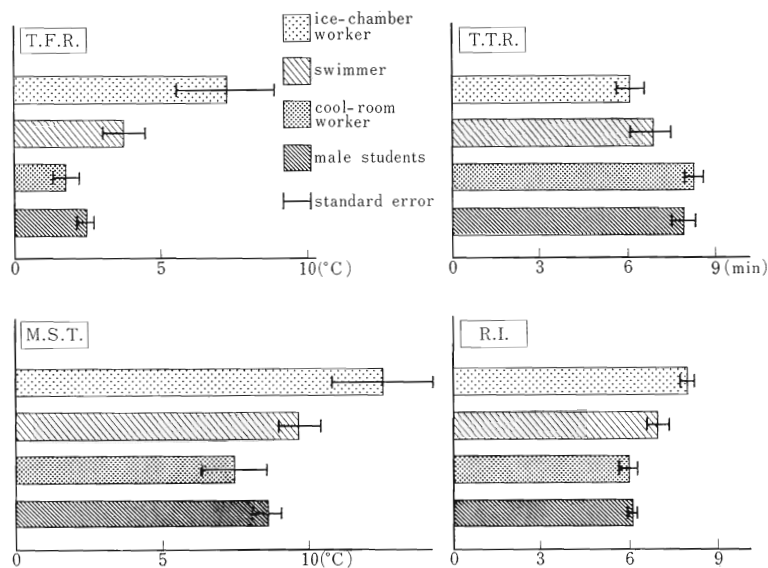 T.F.R.
0 5 10(°C)
ice-chamber
worker
swimmer
cool-room
worker
male students
standard error
T.T.R.
0 3 6 9(min)
M.S.T.
0 5 10(°C)
R.I.
0 3 6 9